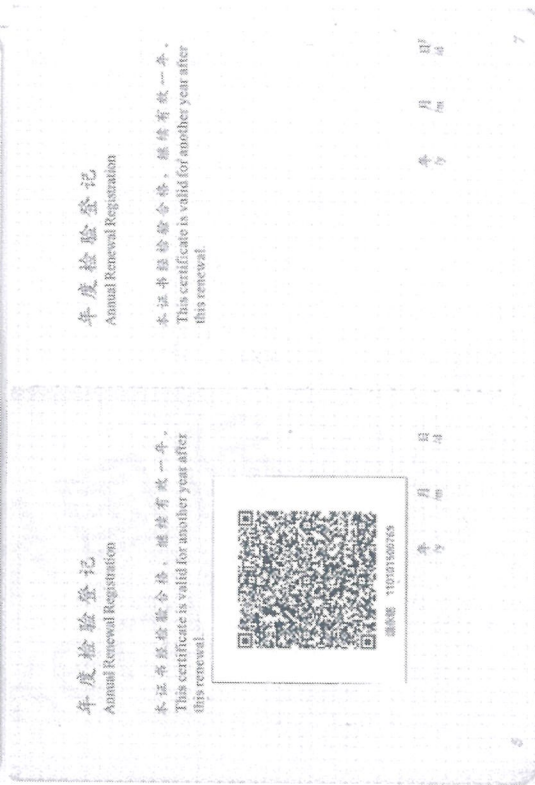 年度检验登记
Annual Renewal Registration
本证书经检验合格，继续有效一年。
This certificate is valid for another year after
this renewal.
110101500765
年 月 日
/y /m /d
5
年度检验登记
Annual Renewal Registration
本证书经检验合格，继续有效一年。
This certificate is valid for another year after
this renewal.
年 月 日
/y /m /d
7